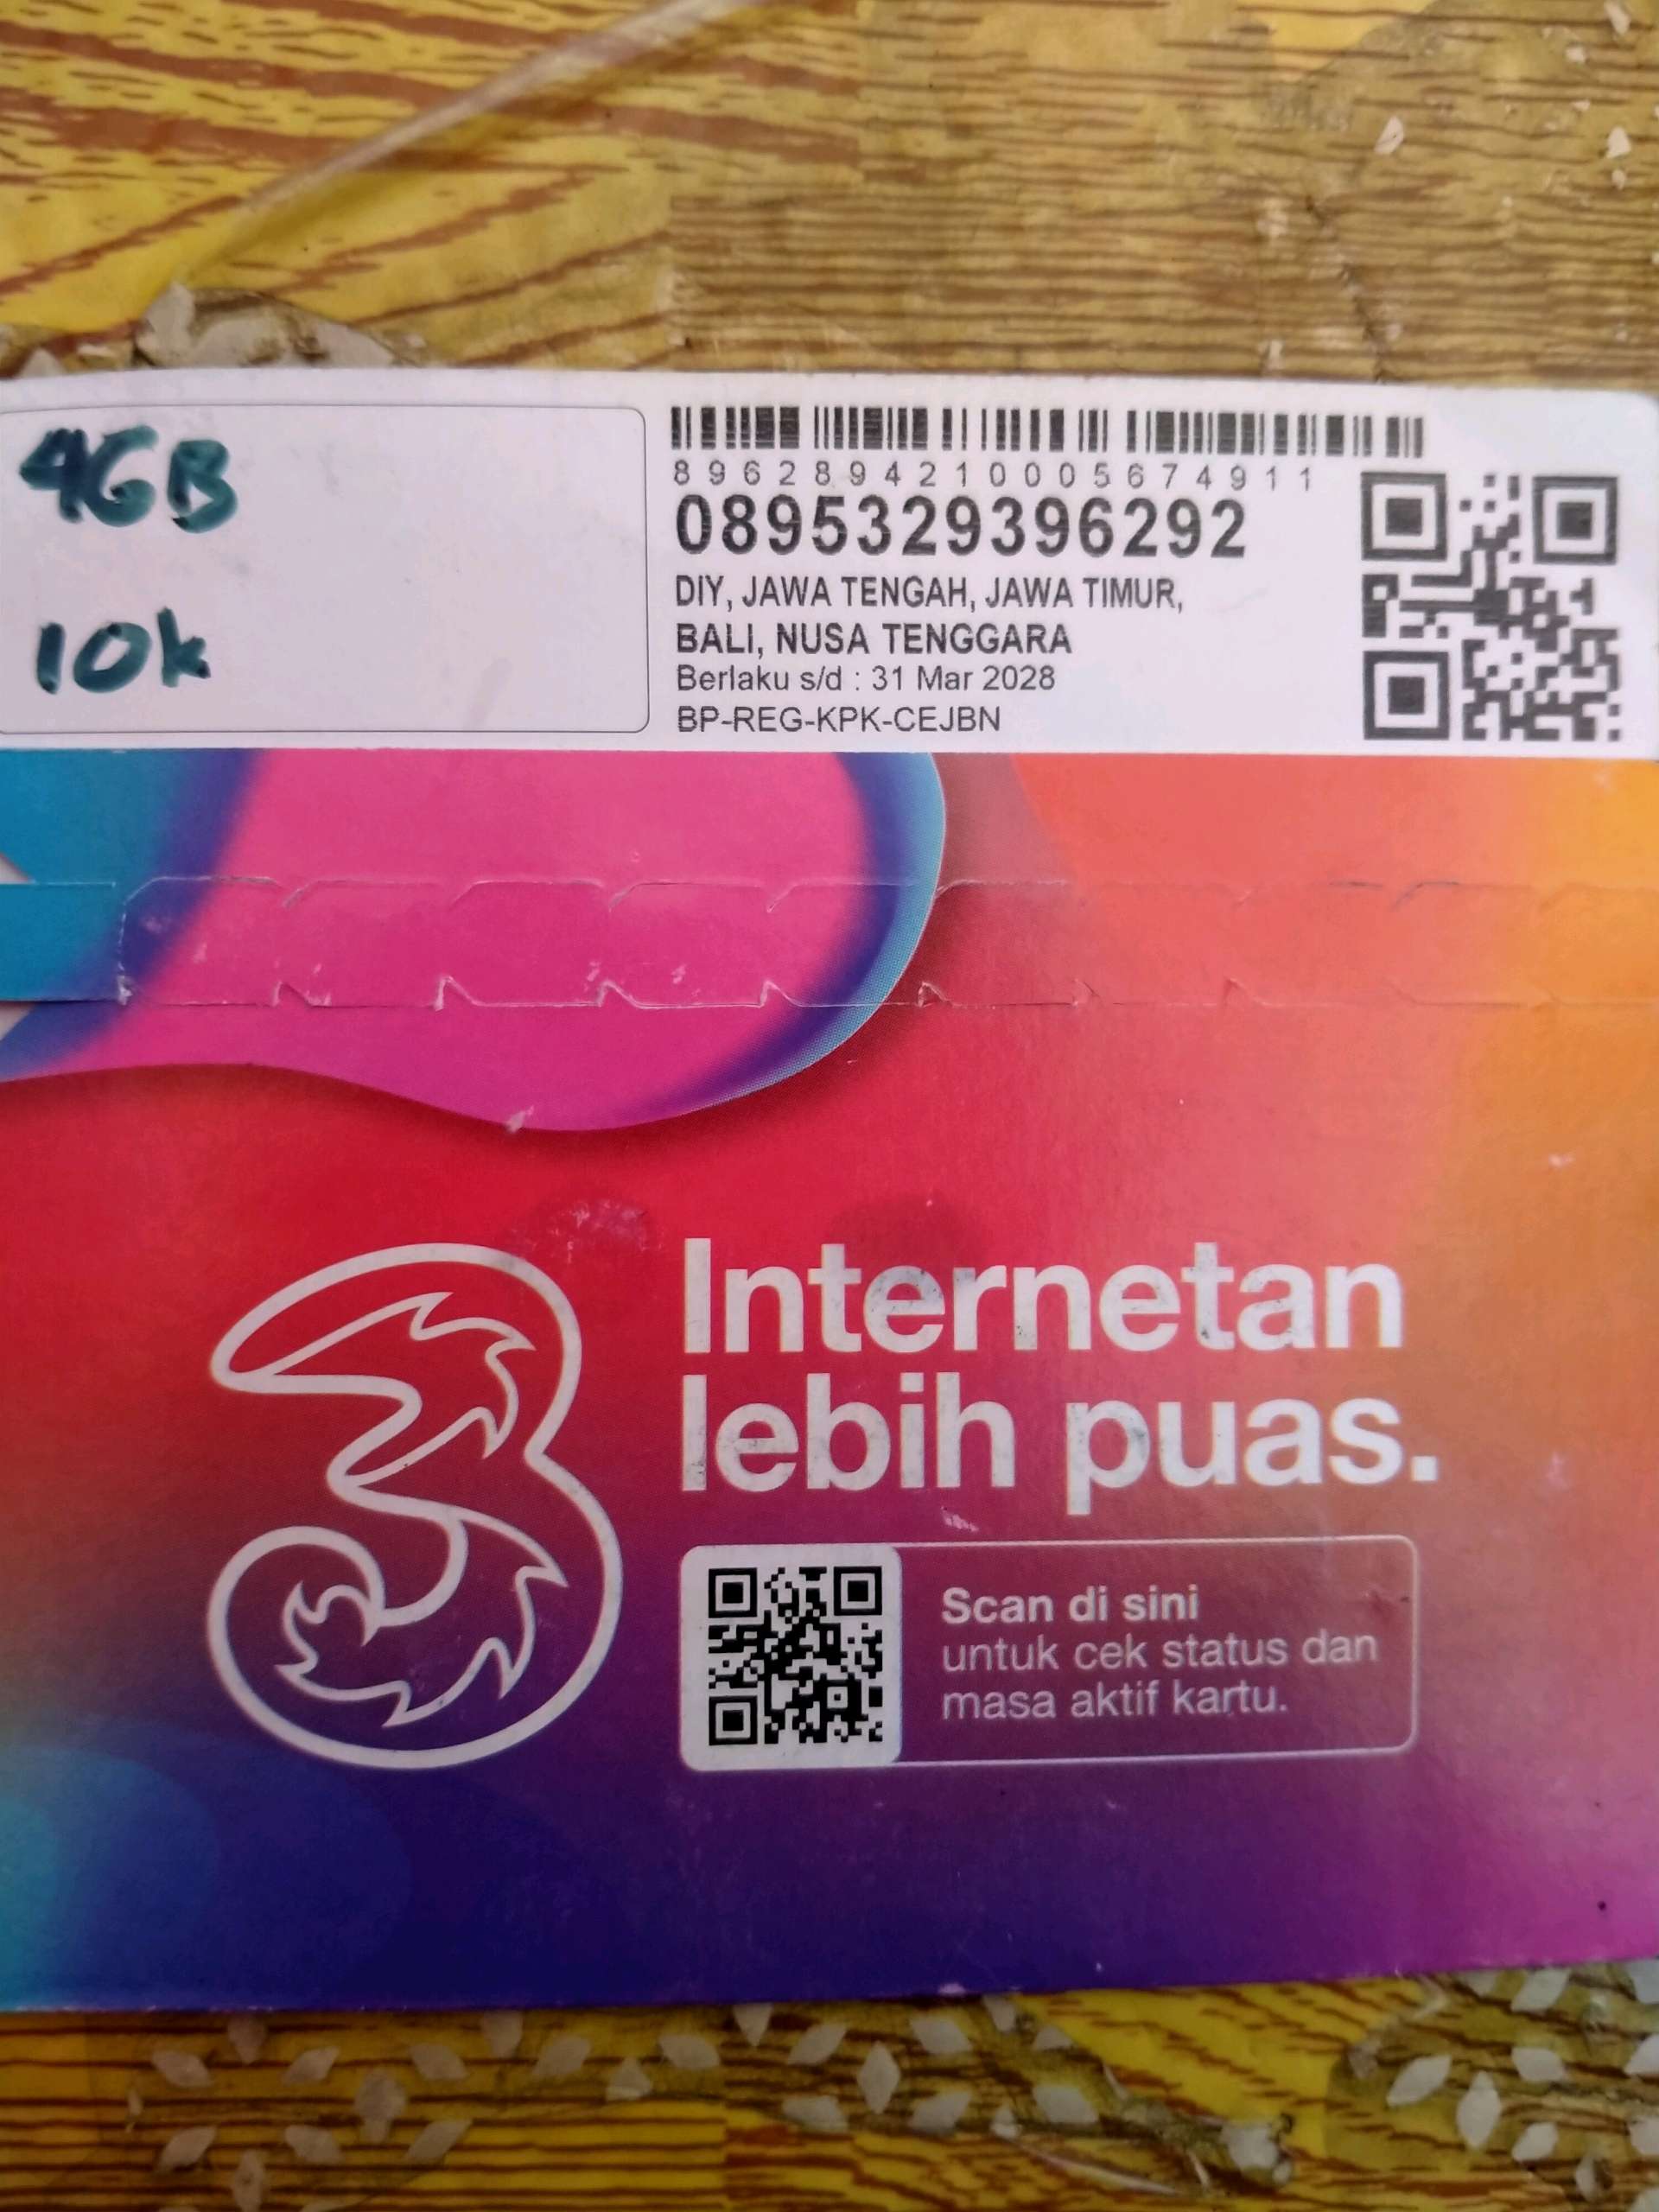 4GB
10k
8962894210005674911
0895329396292
DIY, JAWA TENGAH, JAWA TIMUR,
BALI, NUSA TENGGARA
Berlaku s/d : 31 Mar 2028
BP-REG-KPK-CEJBN
3
Internetan
lebih puas.
Scan di sini
untuk cek status dan
masa aktif kartu.